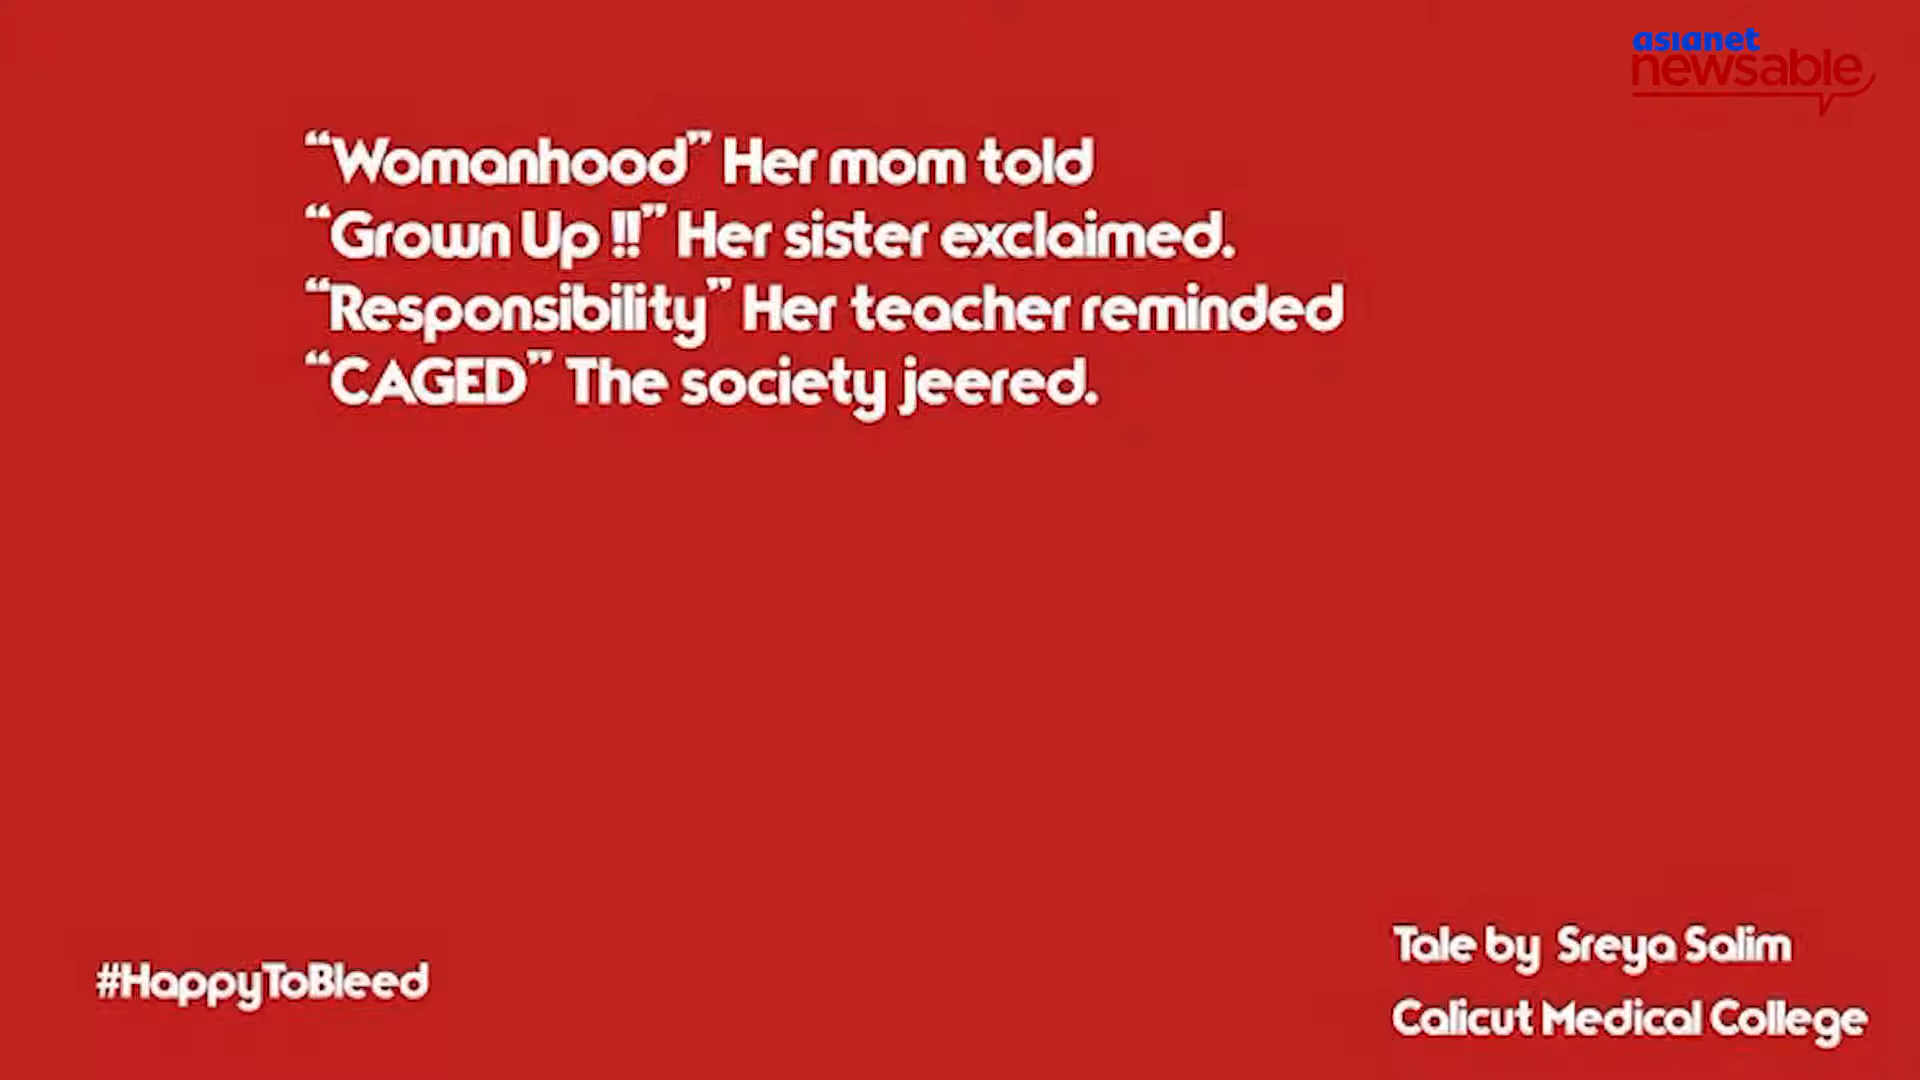 asianet
newsable
“Womanhood” Her mom told
“Grown Up !!” Her sister exclaimed.
“Responsibility” Her teacher reminded
“CAGED” The society jeered.
#HappyToBleed
Tale by Sreya Salim
Calicut Medical College